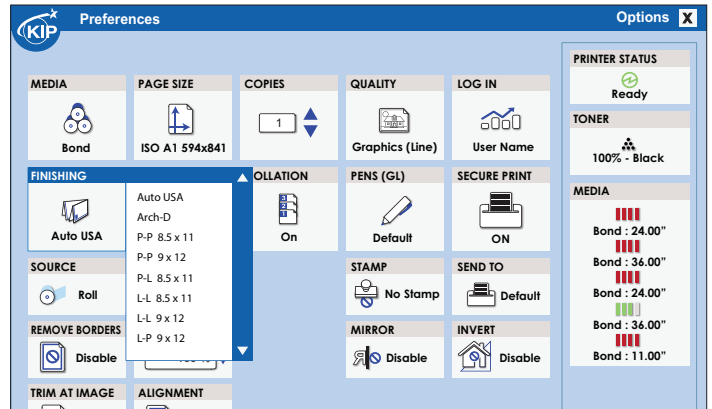 KIP
Preferences
Options X
MEDIA
Bond
PAGE SIZE
ISO A1 594x841
COPIES
1
QUALITY
Graphics (Line)
LOG IN
User Name
FINISHING
Auto USA
Auto USA
Arch-D
P-P 8.5 x 11
P-P 9 x 12
P-L 8.5 x 11
L-L 8.5 x 11
L-L 9 x 12
L-P 9 x 12
OLLATION
3
2
1
On
PENS (GL)
Default
SECURE PRINT
ON
SOURCE
Roll
STAMP
No Stamp
SEND TO
Default
REMOVE BORDERS
Disable
MIRROR
Disable
INVERT
Disable
TRIM AT IMAGE
ALIGNMENT
PRINTER STATUS
Ready
TONER
100% - Black
MEDIA
Bond : 24.00"
Bond : 36.00"
Bond : 24.00"
Bond : 36.00"
Bond : 11.00"